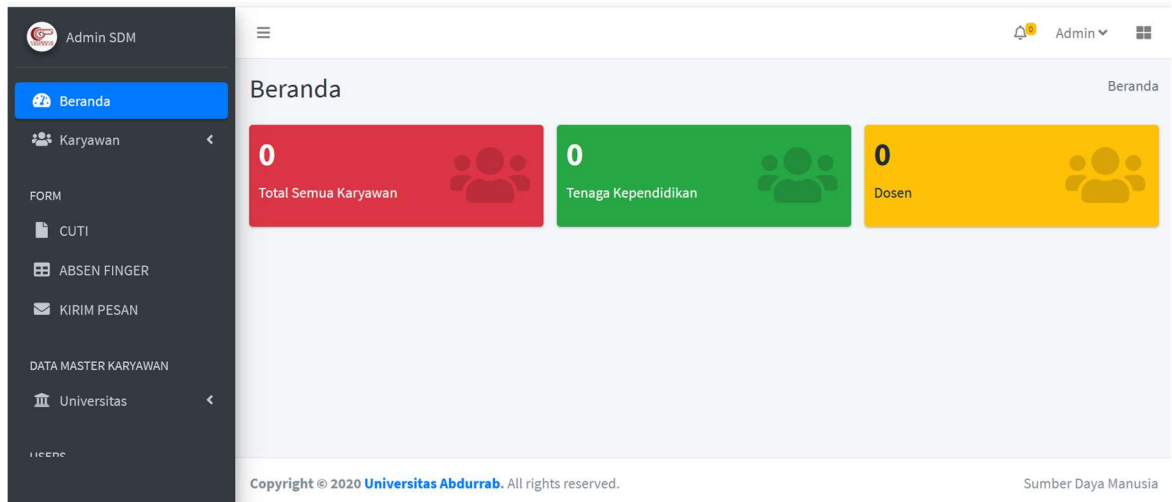 Admin SDM
0
Admin
Beranda
Beranda
Beranda
Karyawan
0
Total Semua Karyawan
0
Tenaga Kependidikan
0
Dosen
FORM
CUTI
ABSEN FINGER
KIRIM PESAN
DATA MASTER KARYAWAN
Universitas
USERS
Copyright © 2020 Universitas Abdurrab. All rights reserved.
Sumber Daya Manusia